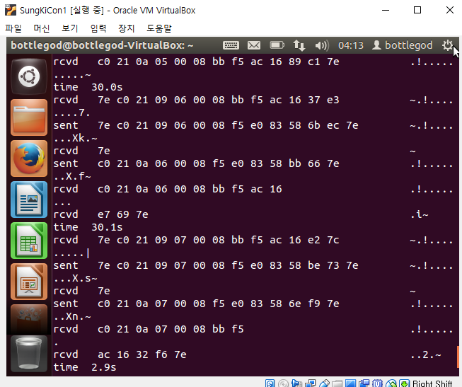 SungKiCon1 [실행 중] - Oracle VM VirtualBox
파일 머신 보기 입력 장치 도움말
bottlegod@bottlegod-VirtualBox: ~ 04:13 bottlegod
rcvd c0 21 0a 05 00 08 bb f5 ac 16 89 c1 7e .!.....
.....~
time 30.0s
rcvd 7e c0 21 09 06 00 08 bb f5 ac 16 37 e3 ~.!....
....7.
sent 7e c0 21 09 06 00 08 f5 e0 83 58 6b ec 7e ~.!....
...Xk.~
rcvd 7e ~
sent c0 21 0a 06 00 08 f5 e0 83 58 bb 66 7e .!.....
..X.f~
rcvd c0 21 0a 06 00 08 bb f5 ac 16 .!.....
...
rcvd e7 69 7e .i~
time 30.1s
rcvd 7e c0 21 09 07 00 08 bb f5 ac 16 e2 7c ~.!....
.....|
sent 7e c0 21 09 07 00 08 f5 e0 83 58 be 73 7e ~.!....
...X.s~
rcvd 7e ~
sent c0 21 0a 07 00 08 f5 e0 83 58 6e f9 7e .!.....
..Xn.~
rcvd c0 21 0a 07 00 08 bb f5 .!.....
.
rcvd ac 16 32 f6 7e ..2.~
time 2.9s
Right Shift